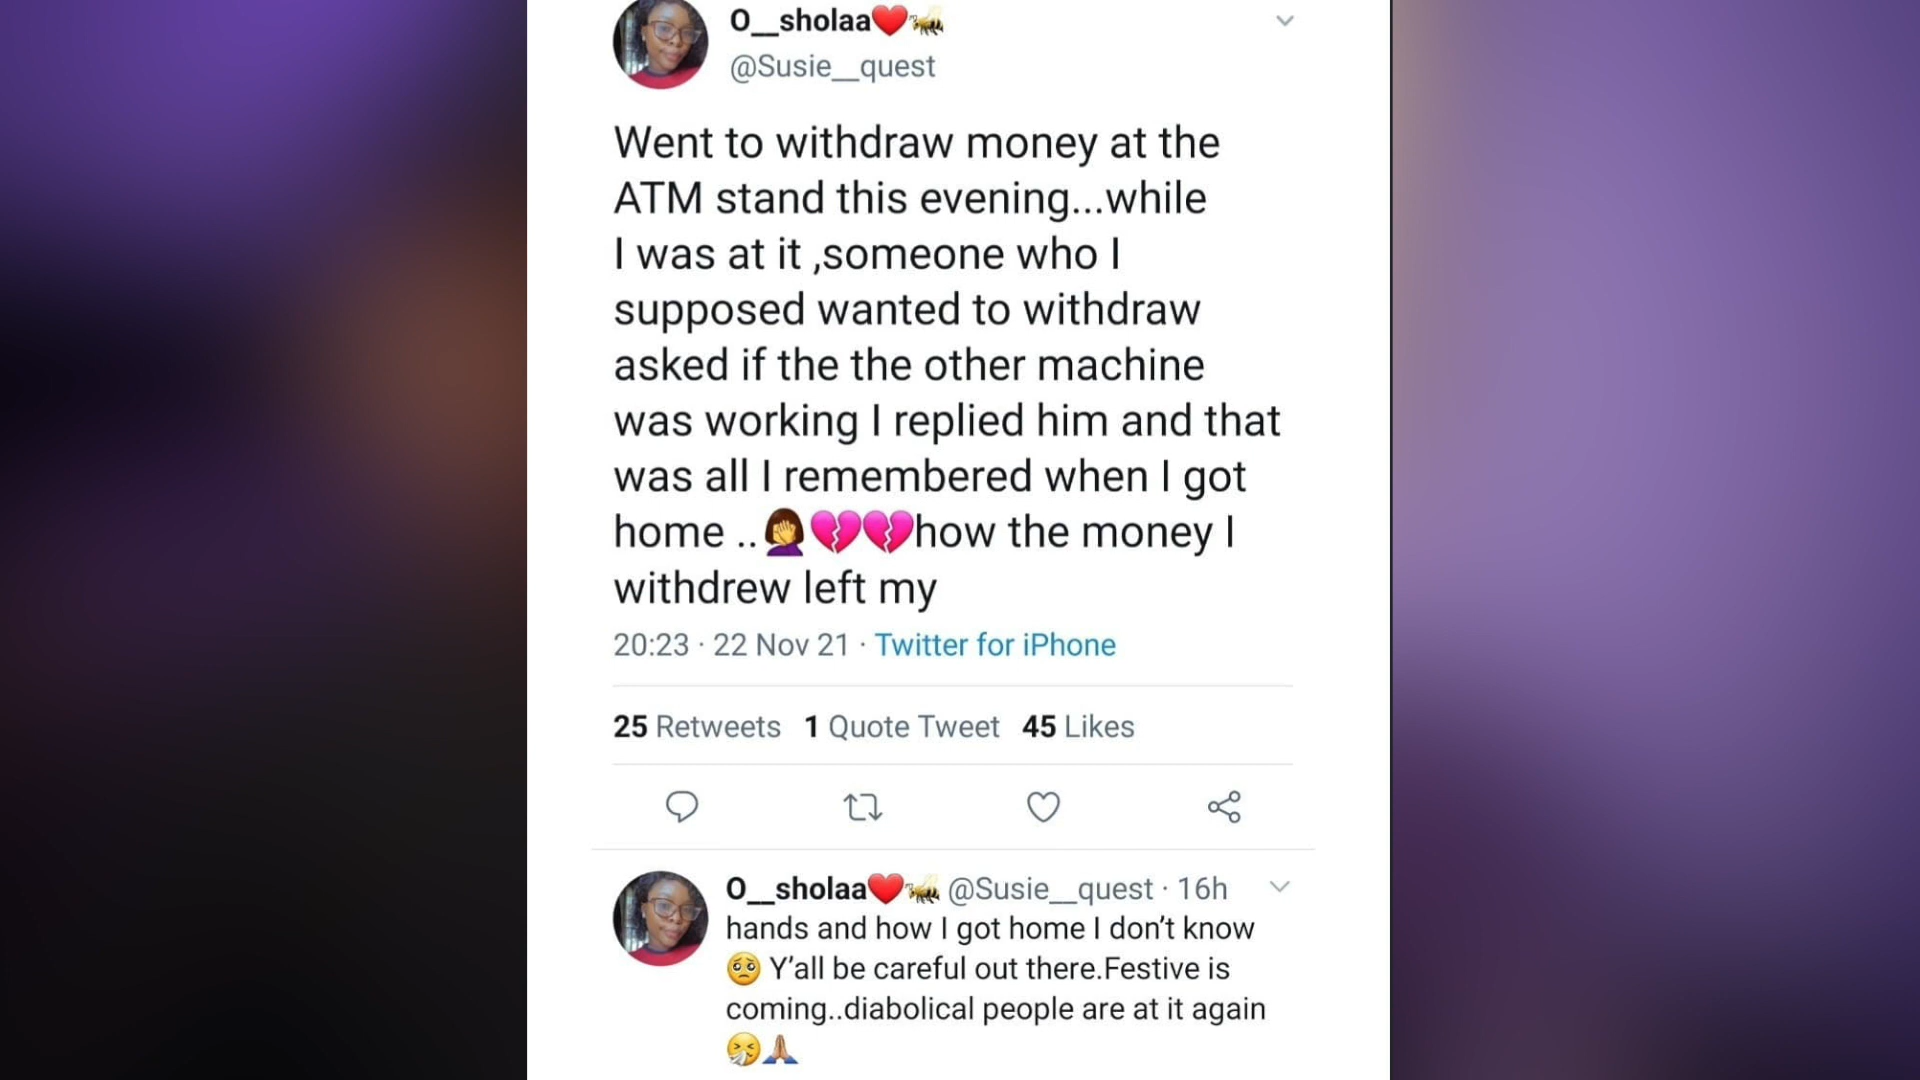 O__sholaa❤️🐝
@Susie__quest
Went to withdraw money at the
ATM stand this evening...while
I was at it ,someone who I
supposed wanted to withdraw
asked if the the other machine
was working I replied him and that
was all I remembered when I got
home ..🤦‍♀️💔💔how the money I
withdrew left my
20:23 · 22 Nov 21 · Twitter for iPhone
25 Retweets 1 Quote Tweet 45 Likes
O__sholaa❤️🐝 @Susie__quest · 16h
hands and how I got home I don’t know
🥺 Y’all be careful out there.Festive is
coming..diabolical people are at it again
🤧🙏